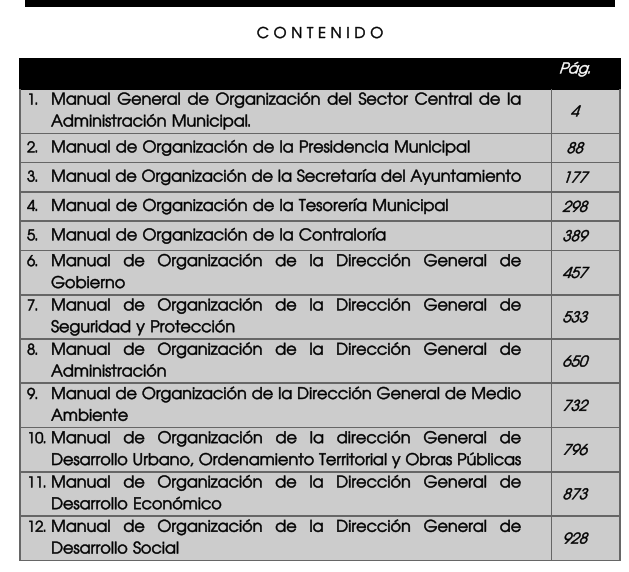 CONTENIDO
Pág.
1. Manual General de Organización del Sector Central de la
Administración Municipal.
4
2. Manual de Organización de la Presidencia Municipal 88
3. Manual de Organización de la Secretaría del Ayuntamiento 177
4. Manual de Organización de la Tesorería Municipal 298
5. Manual de Organización de la Contraloría 389
6. Manual de Organización de la Dirección General de
Gobierno
457
7. Manual de Organización de la Dirección General de
Seguridad y Protección
533
8. Manual de Organización de la Dirección General de
Administración
650
9. Manual de Organización de la Dirección General de Medio
Ambiente
732
10. Manual de Organización de la dirección General de
Desarrollo Urbano, Ordenamiento Territorial y Obras Públicas
796
11. Manual de Organización de la Dirección General de
Desarrollo Económico
873
12. Manual de Organización de la Dirección General de
Desarrollo Social
928